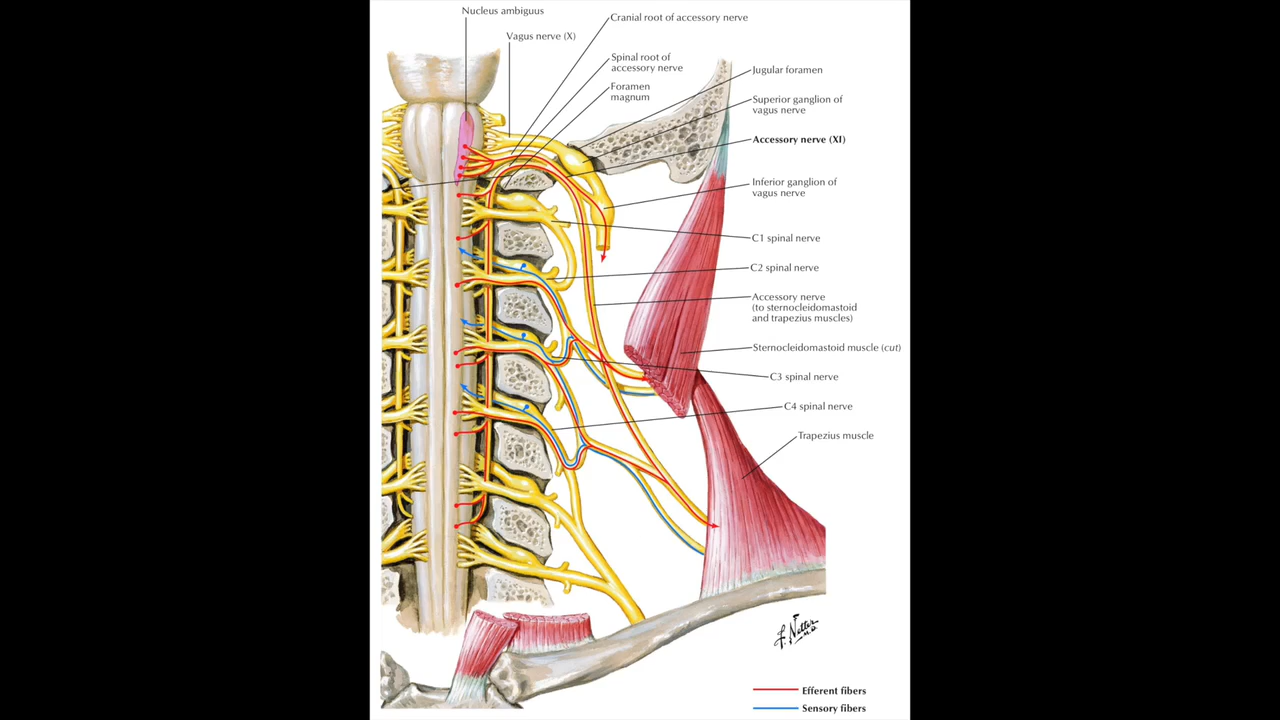 Nucleus ambiguus
Cranial root of accessory nerve
Vagus nerve (X)
Spinal root of
accessory nerve
Jugular foramen
Foramen
magnum
Superior ganglion of
vagus nerve
Accessory nerve (XI)
Inferior ganglion of
vagus nerve
C1 spinal nerve
C2 spinal nerve
Accessory nerve
(to sternocleidomastoid
and trapezius muscles)
Sternocleidomastoid muscle (cut)
C3 spinal nerve
C4 spinal nerve
Trapezius muscle
F. Netter
M.D.
Efferent fibers
Sensory fibers